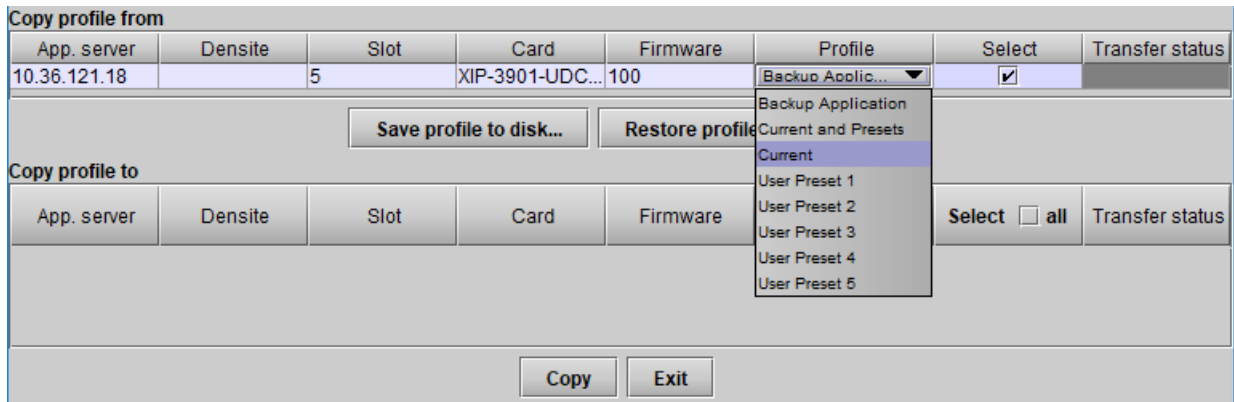 Copy profile from
App. server Densite Slot Card Firmware Profile Select Transfer status
10.36.121.18 5 XIP-3901-UDC... 100 Backup Applic...
Backup Application
Save profile to disk... Restore profile Current and Presets
Current
Copy profile to
User Preset 1
App. server Densite Slot Card Firmware User Preset 2 Select all Transfer status
User Preset 3
User Preset 4
User Preset 5
Copy Exit